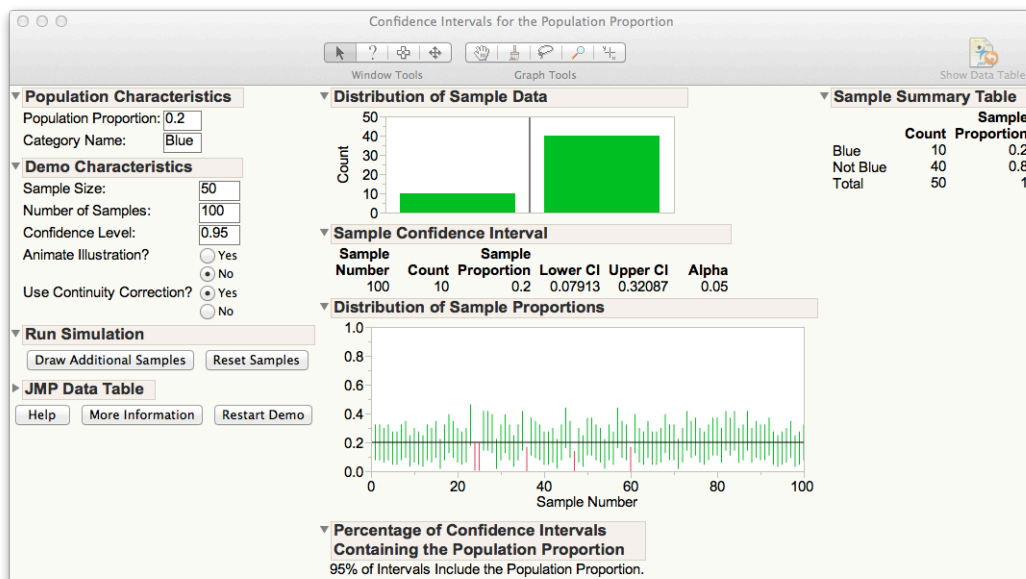 Confidence Intervals for the Population Proportion
Window Tools
Graph Tools
Show Data Table
Population Characteristics
Population Proportion: 0.2
Category Name: Blue
Demo Characteristics
Sample Size: 50
Number of Samples: 100
Confidence Level: 0.95
Animate Illustration? Yes
No
Use Continuity Correction? Yes
No
Run Simulation
Draw Additional Samples Reset Samples
JMP Data Table
Help More Information Restart Demo
Distribution of Sample Data
50
40
30
20
10
0
Count
Sample Confidence Interval
Sample Sample
Number Count Proportion Lower CI Upper CI Alpha
100 10 0.2 0.07913 0.32087 0.05
Distribution of Sample Proportions
1.0
0.8
0.6
0.4
0.2
0.0
0 20 40 60 80 100
Sample Number
Percentage of Confidence Intervals
Containing the Population Proportion
95% of Intervals Include the Population Proportion.
Sample Summary Table
Sample
Count Proportion
Blue 10 0.2
Not Blue 40 0.8
Total 50 1